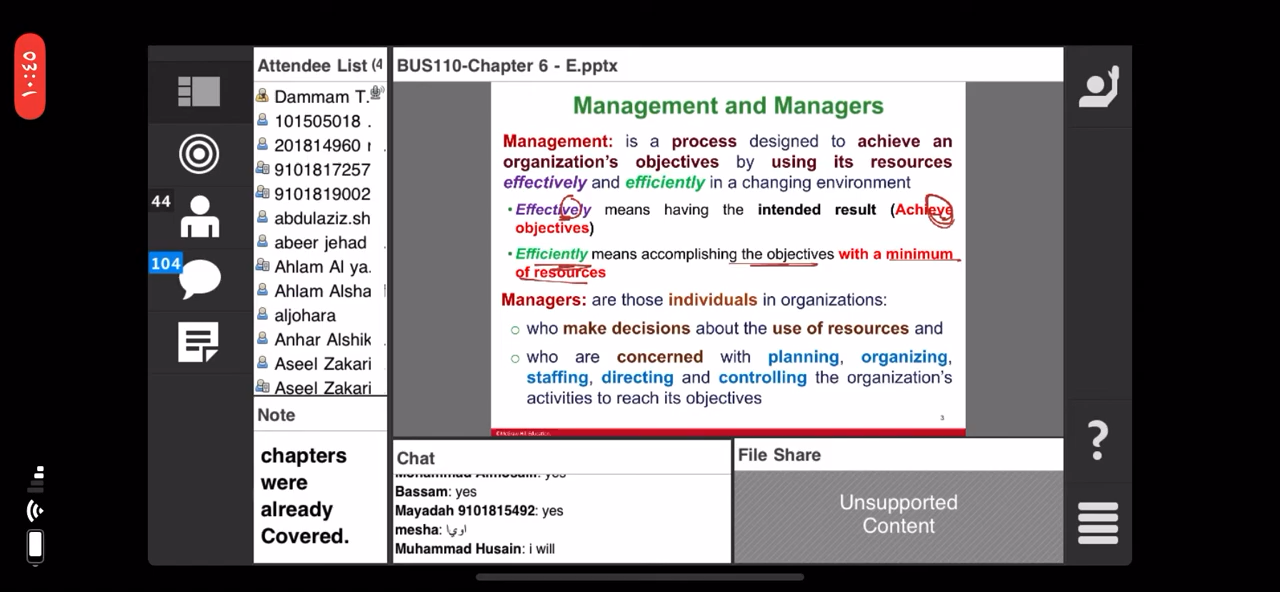 ١٠:٤٥
Attendee List (4
Dammam T.
101505018 .
201814960 r
9101817257
9101819002
abdulaziz.sh
abeer jehad
Ahlam Al ya.
Ahlam Alsha
aljohara
Anhar Alshik
Aseel Zakari
Aseel Zakari
44
104
Note
chapters
were
already
Covered.
BUS110-Chapter 6 - E.pptx
Management and Managers
Management: is a process designed to achieve an
organization's objectives by using its resources
effectively and efficiently in a changing environment
• Effectively means having the intended result (Achieve
objectives)
• Efficiently means accomplishing the objectives with a minimum
of resources
Managers: are those individuals in organizations:
o who make decisions about the use of resources and
o who are concerned with planning, organizing,
staffing, directing and controlling the organization's
activities to reach its objectives
3
Chat
Bassam: yes
Mayadah 9101815492: yes
mesha: اويا
Muhammad Husain: i will
File Share
Unsupported
Content
?